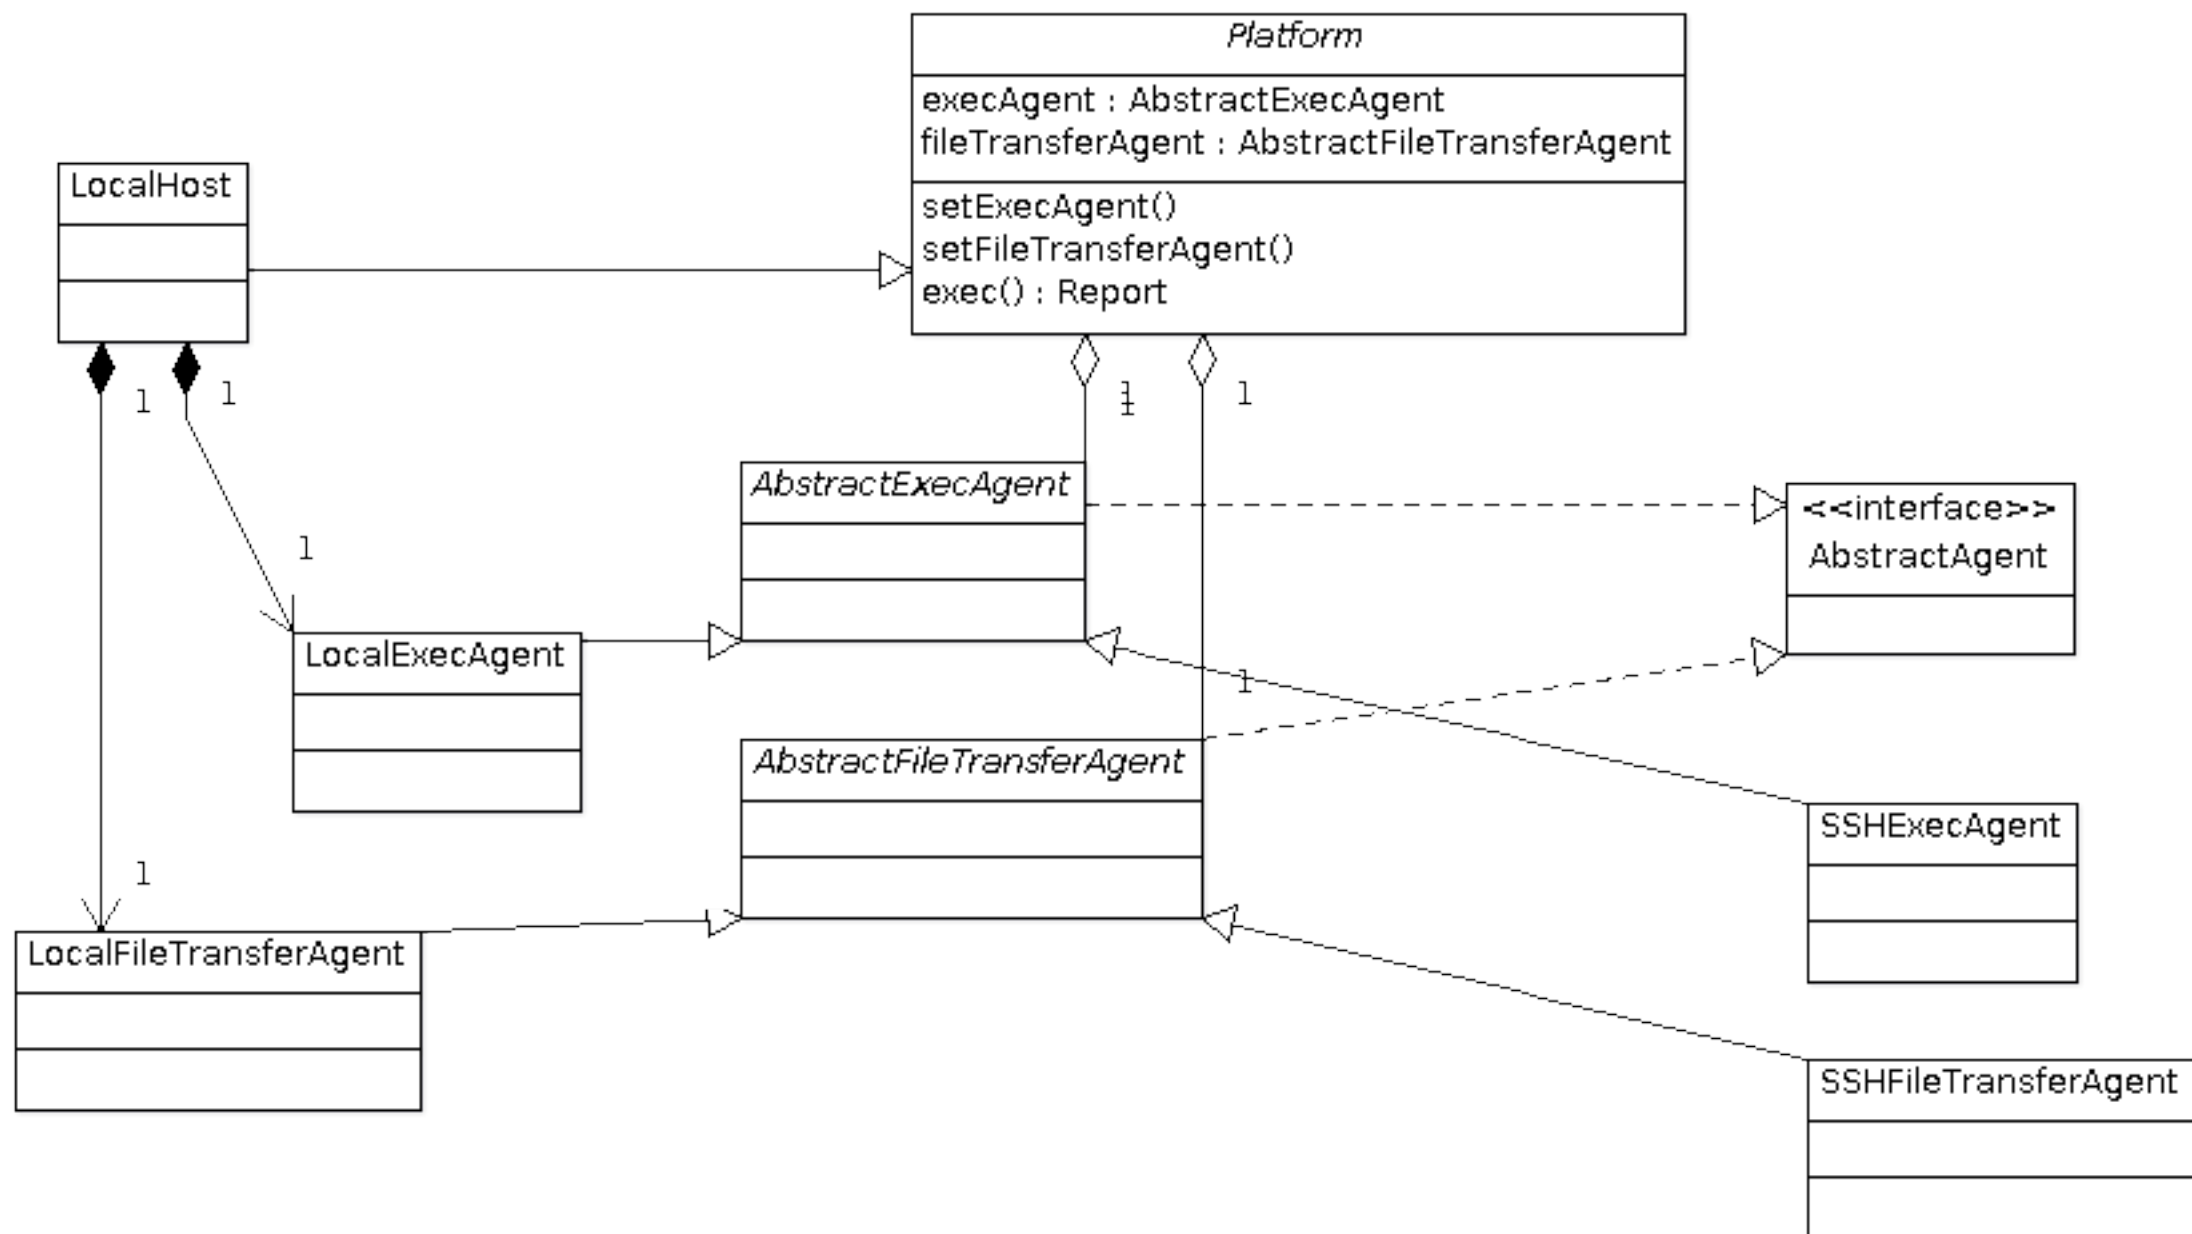 Platform
execAgent : AbstractExecAgent
fileTransferAgent : AbstractFileTransferAgent
setExecAgent()
setFileTransferAgent()
exec() : Report
LocalHost
1
1
1
1
1
AbstractExecAgent
<<interface>>
AbstractAgent
1
LocalExecAgent
1
AbstractFileTransferAgent
SSHExecAgent
1
LocalFileTransferAgent
SSHFileTransferAgent